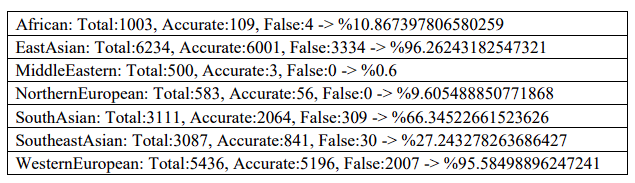 African: Total:1003, Accurate:109, False:4 -> %10.867397806580259
EastAsian: Total:6234, Accurate:6001, False:3334 -> %96.26243182547321
MiddleEastern: Total:500, Accurate:3, False:0 -> %0.6
NorthernEuropean: Total:583, Accurate:56, False:0 -> %9.605488850771868
SouthAsian: Total:3111, Accurate:2064, False:309 -> %66.34522661523626
SoutheastAsian: Total:3087, Accurate:841, False:30 -> %27.243278263686427
WesternEuropean: Total:5436, Accurate:5196, False:2007 -> %95.58498896247241